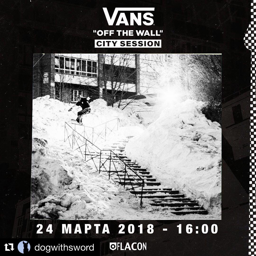 VANS
"OFF THE WALL"
CITY SESSION
24 МАРТА 2018 - 16:00
FLACON
dogwithsword